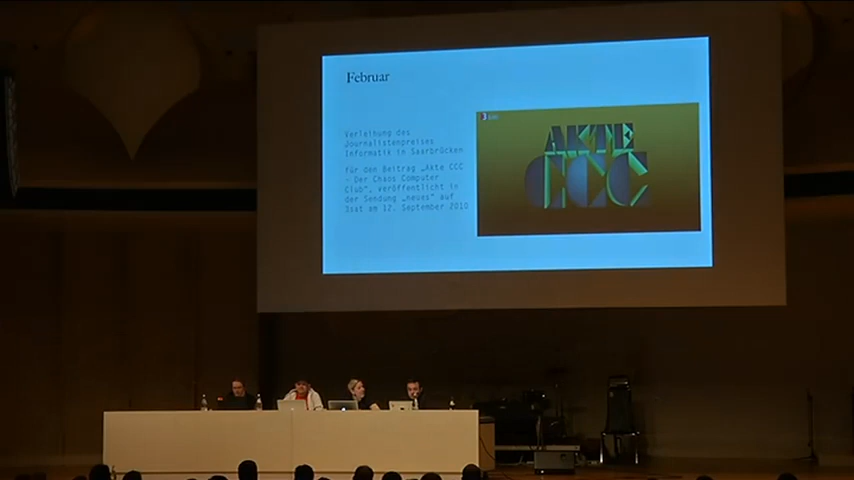 Februar
Verleihung des
Journalistenpreises
Informatik in Saarbrücken
für den Beitrag „Akte CCC
- Der Chaos Computer
Club", veröffentlicht in
der Sendung „neues" auf
3sat am 12. September 2010
AKTE
CCC